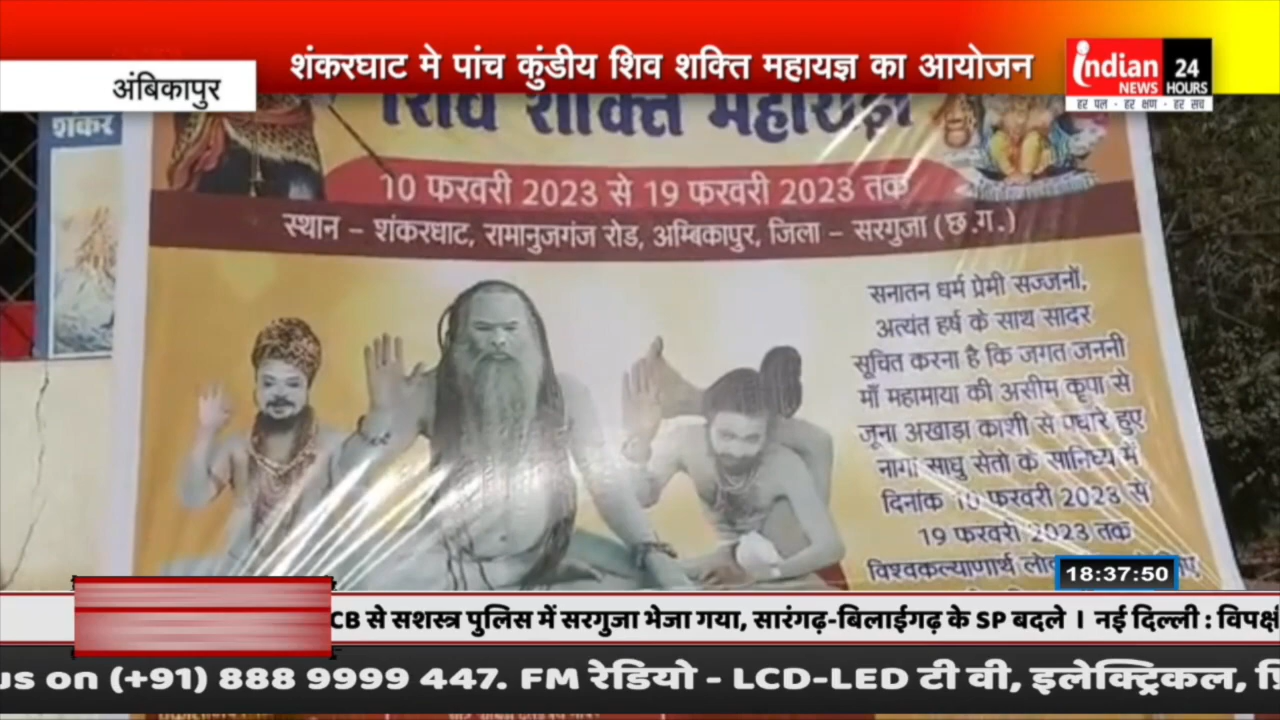 शंकरघाट मे पांच कुंडीय शिव शक्ति महायज्ञ का आयोजन
indian NEWS 24 HOURS
हर पल - हर क्षण - हर सच
अंबिकापुर
शंकर
शिव शक्ति महायज्ञ
10 फरवरी 2023 से 19 फरवरी 2023 तक
स्थान – शंकरघाट, रामानुजगंज रोड, अम्बिकापुर, जिला – सरगुजा (छ.ग.)
सनातन धर्म प्रेमी सज्जनों,
अत्यंत हर्ष के साथ सादर
सूचित करना है कि जगत जननी
माँ महामाया की असीम कृपा से
जूना अखाड़ा काशी से पधारे हुए
नागा साधु संतो के सानिध्य में
दिनांक 10 फरवरी 2023 से
19 फरवरी 2023 तक
विश्वकल्याणार्थ
18:37:50
CB से सशस्त्र पुलिस में सरगुजा भेजा गया, सारंगढ़-बिलाईगढ़ के SP बदले । नई दिल्ली : विपक्ष
us on (+91) 888 9999 447. FM रेडियो - LCD-LED टी वी, इलेक्ट्रिकल,